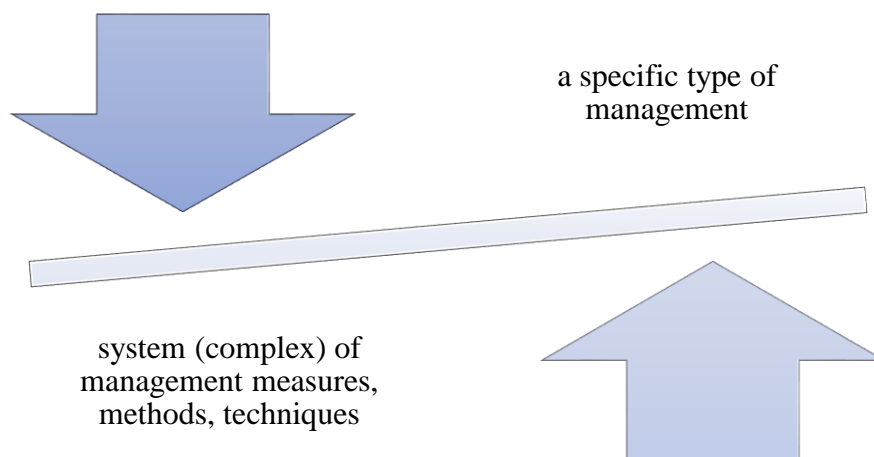 a specific type of
management
system (complex) of
management measures,
methods, techniques